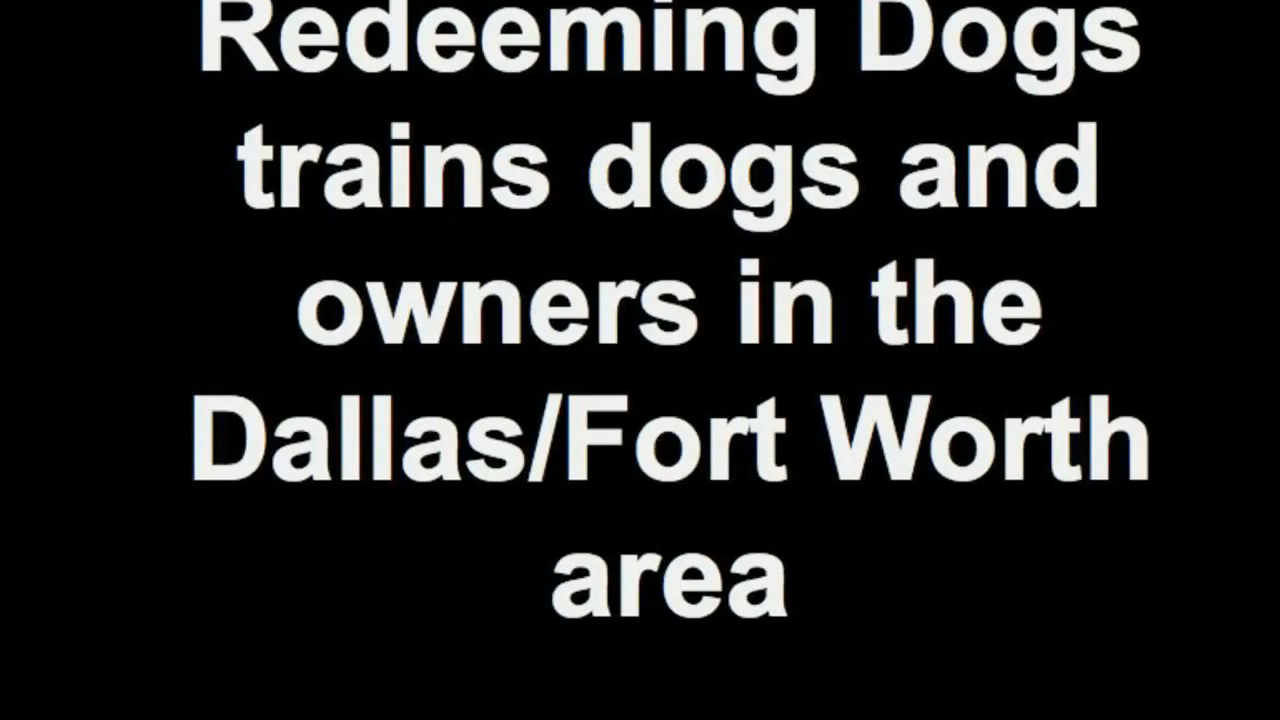 Redeeming Dogs
trains dogs and
owners in the
Dallas/Fort Worth
area